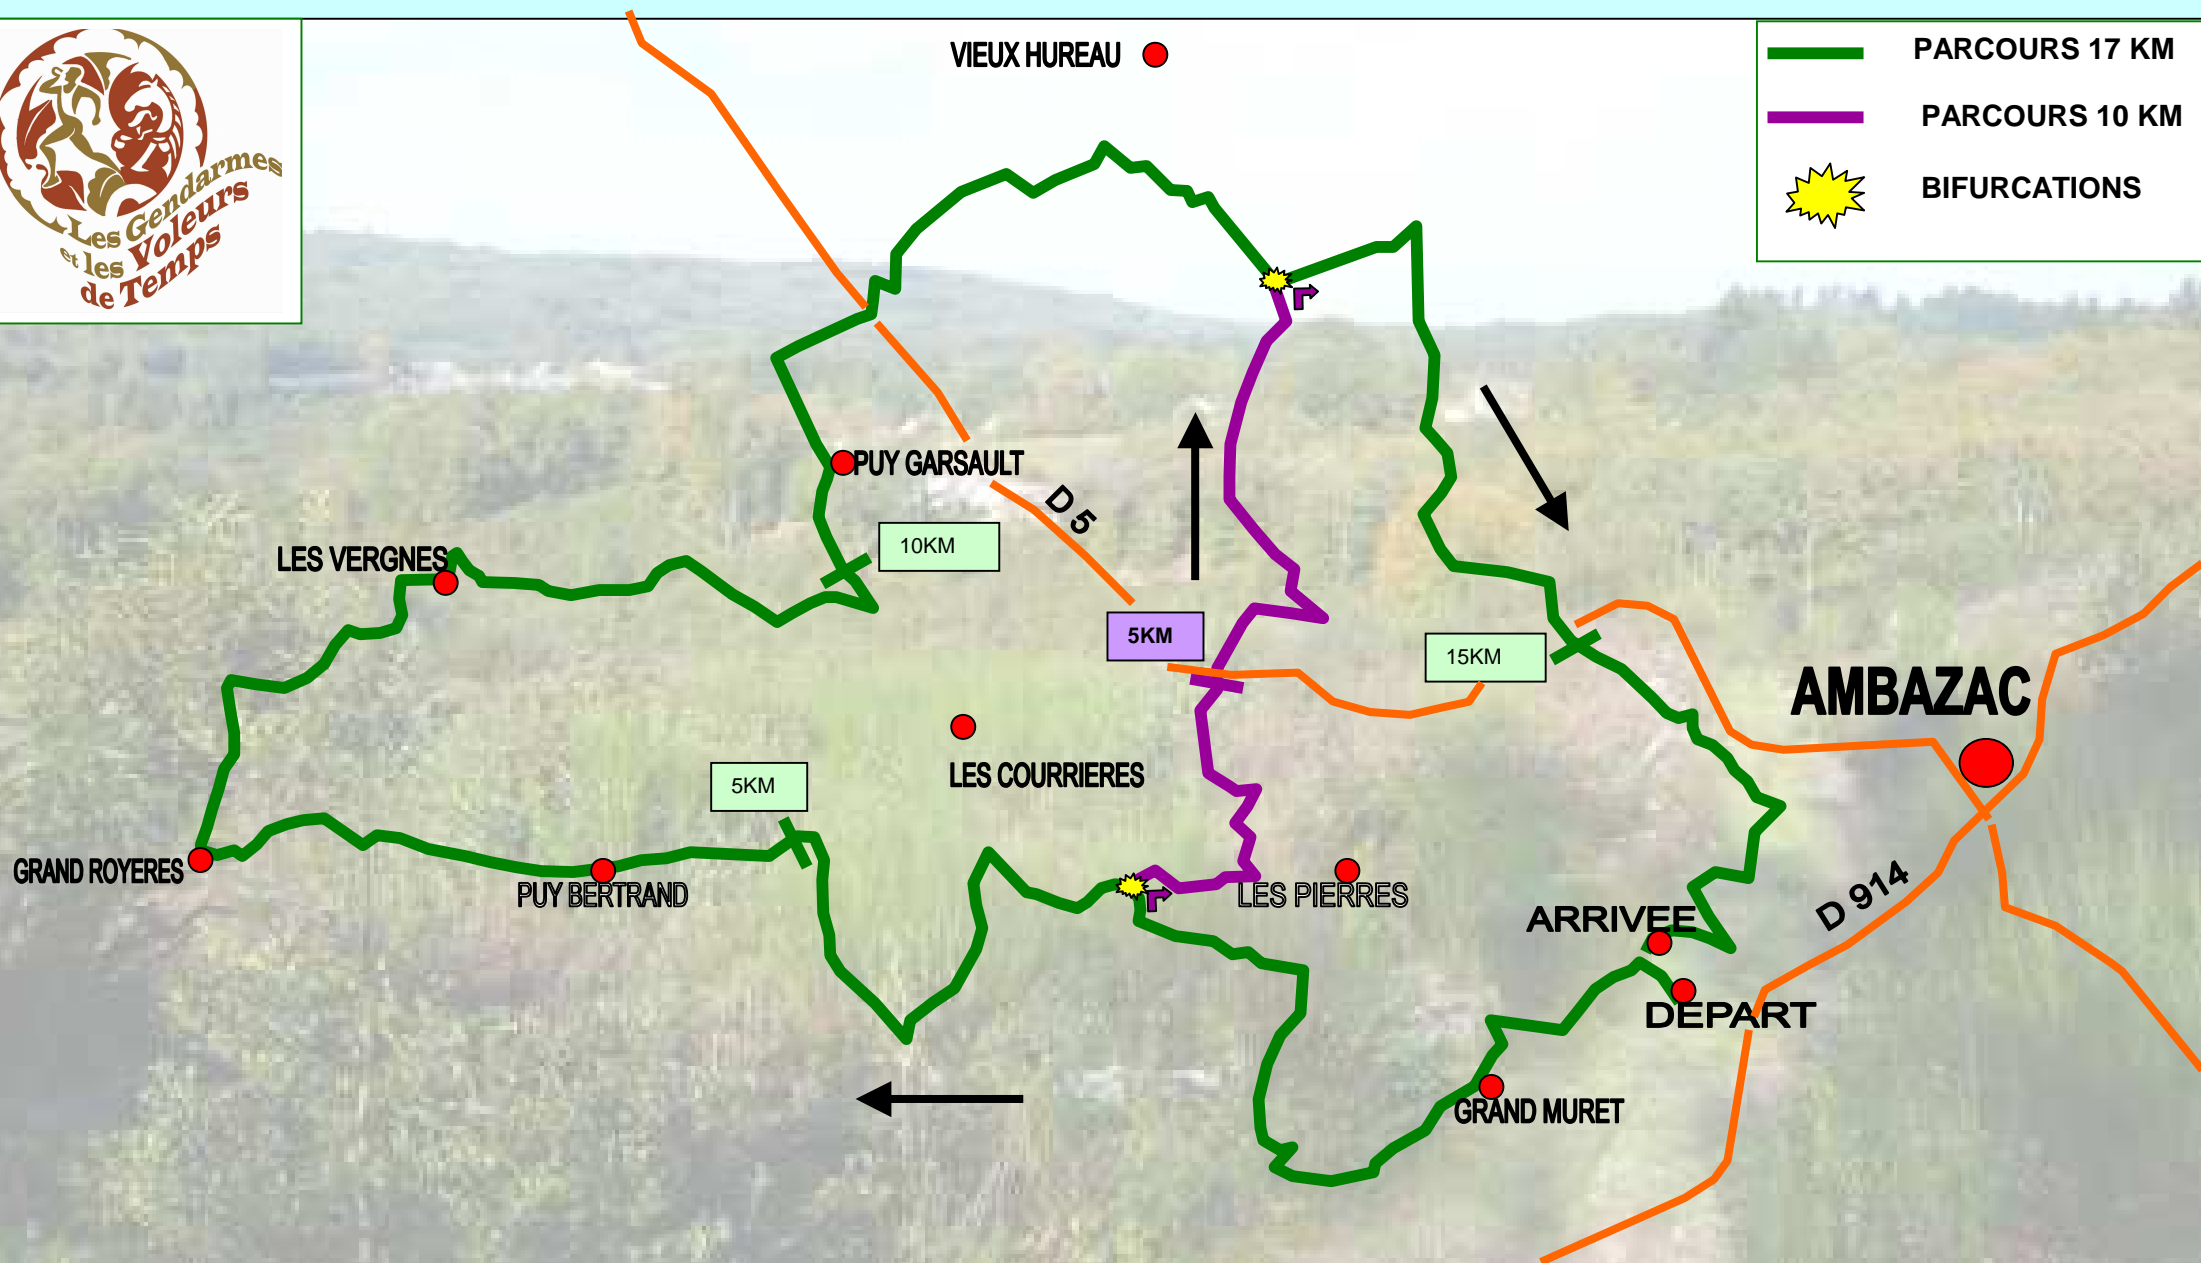 Les Gendarmes
et les Voleurs
de Temps
VIEUX HUREAU
PARCOURS 17 KM
PARCOURS 10 KM
BIFURCATIONS
PUY GARSAULT
D 5
10KM
LES VERGNES
5KM
15KM
AMBAZAC
LES COURRIERES
5KM
GRAND ROYERES
PUY BERTRAND
LES PIERRES
D 914
ARRIVEE
DEPART
GRAND MURET